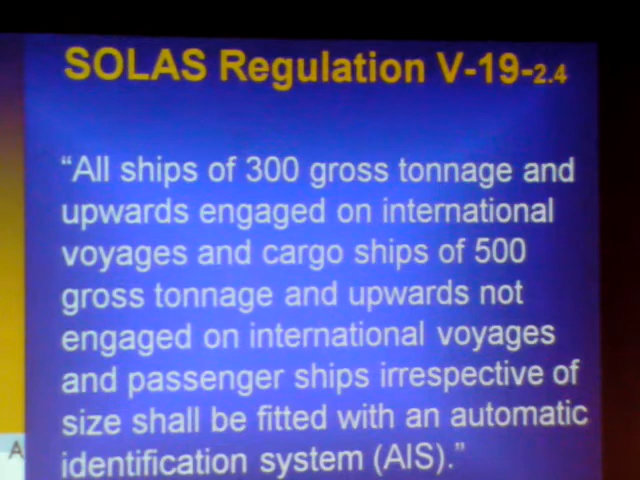 SOLAS Regulation V-19-2.4
“All ships of 300 gross tonnage and
upwards engaged on international
voyages and cargo ships of 500
gross tonnage and upwards not
engaged on international voyages
and passenger ships irrespective of
size shall be fitted with an automatic
identification system (AIS).”
A